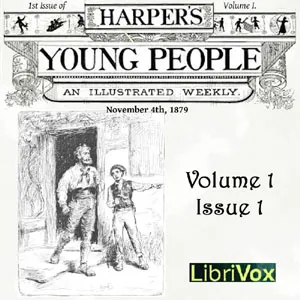 1st Issue of
Volume I.
HARPER'S
YOUNG PEOPLE
AN ILLUSTRATED WEEKLY.
November 4th, 1879
Volume 1
Issue 1
LibriVox